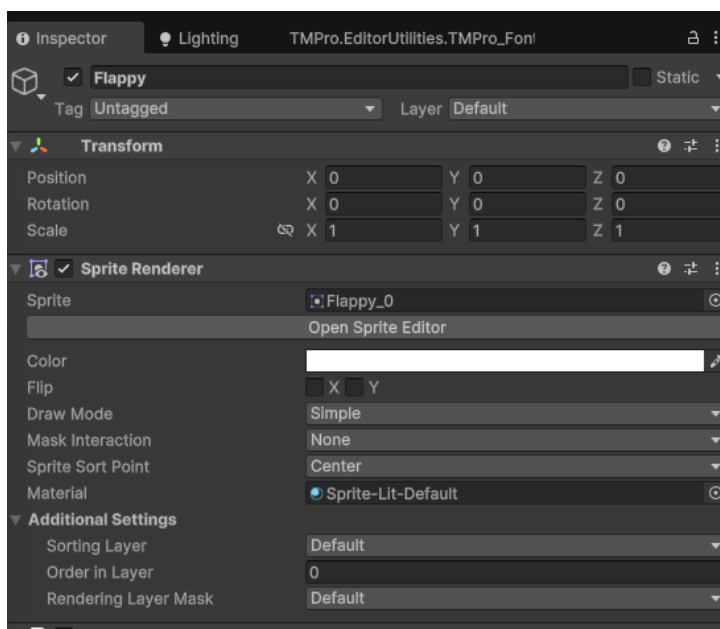 Inspector Lighting TMPro.EditorUtilities.TMPro_Font
Flappy Static
Tag Untagged Layer Default
Transform
Position X 0 Y 0 Z 0
Rotation X 0 Y 0 Z 0
Scale X 1 Y 1 Z 1
Sprite Renderer
Sprite Flappy_0
Open Sprite Editor
Color
Flip X Y
Draw Mode Simple
Mask Interaction None
Sprite Sort Point Center
Material Sprite-Lit-Default
Additional Settings
Sorting Layer Default
Order in Layer 0
Rendering Layer Mask Default